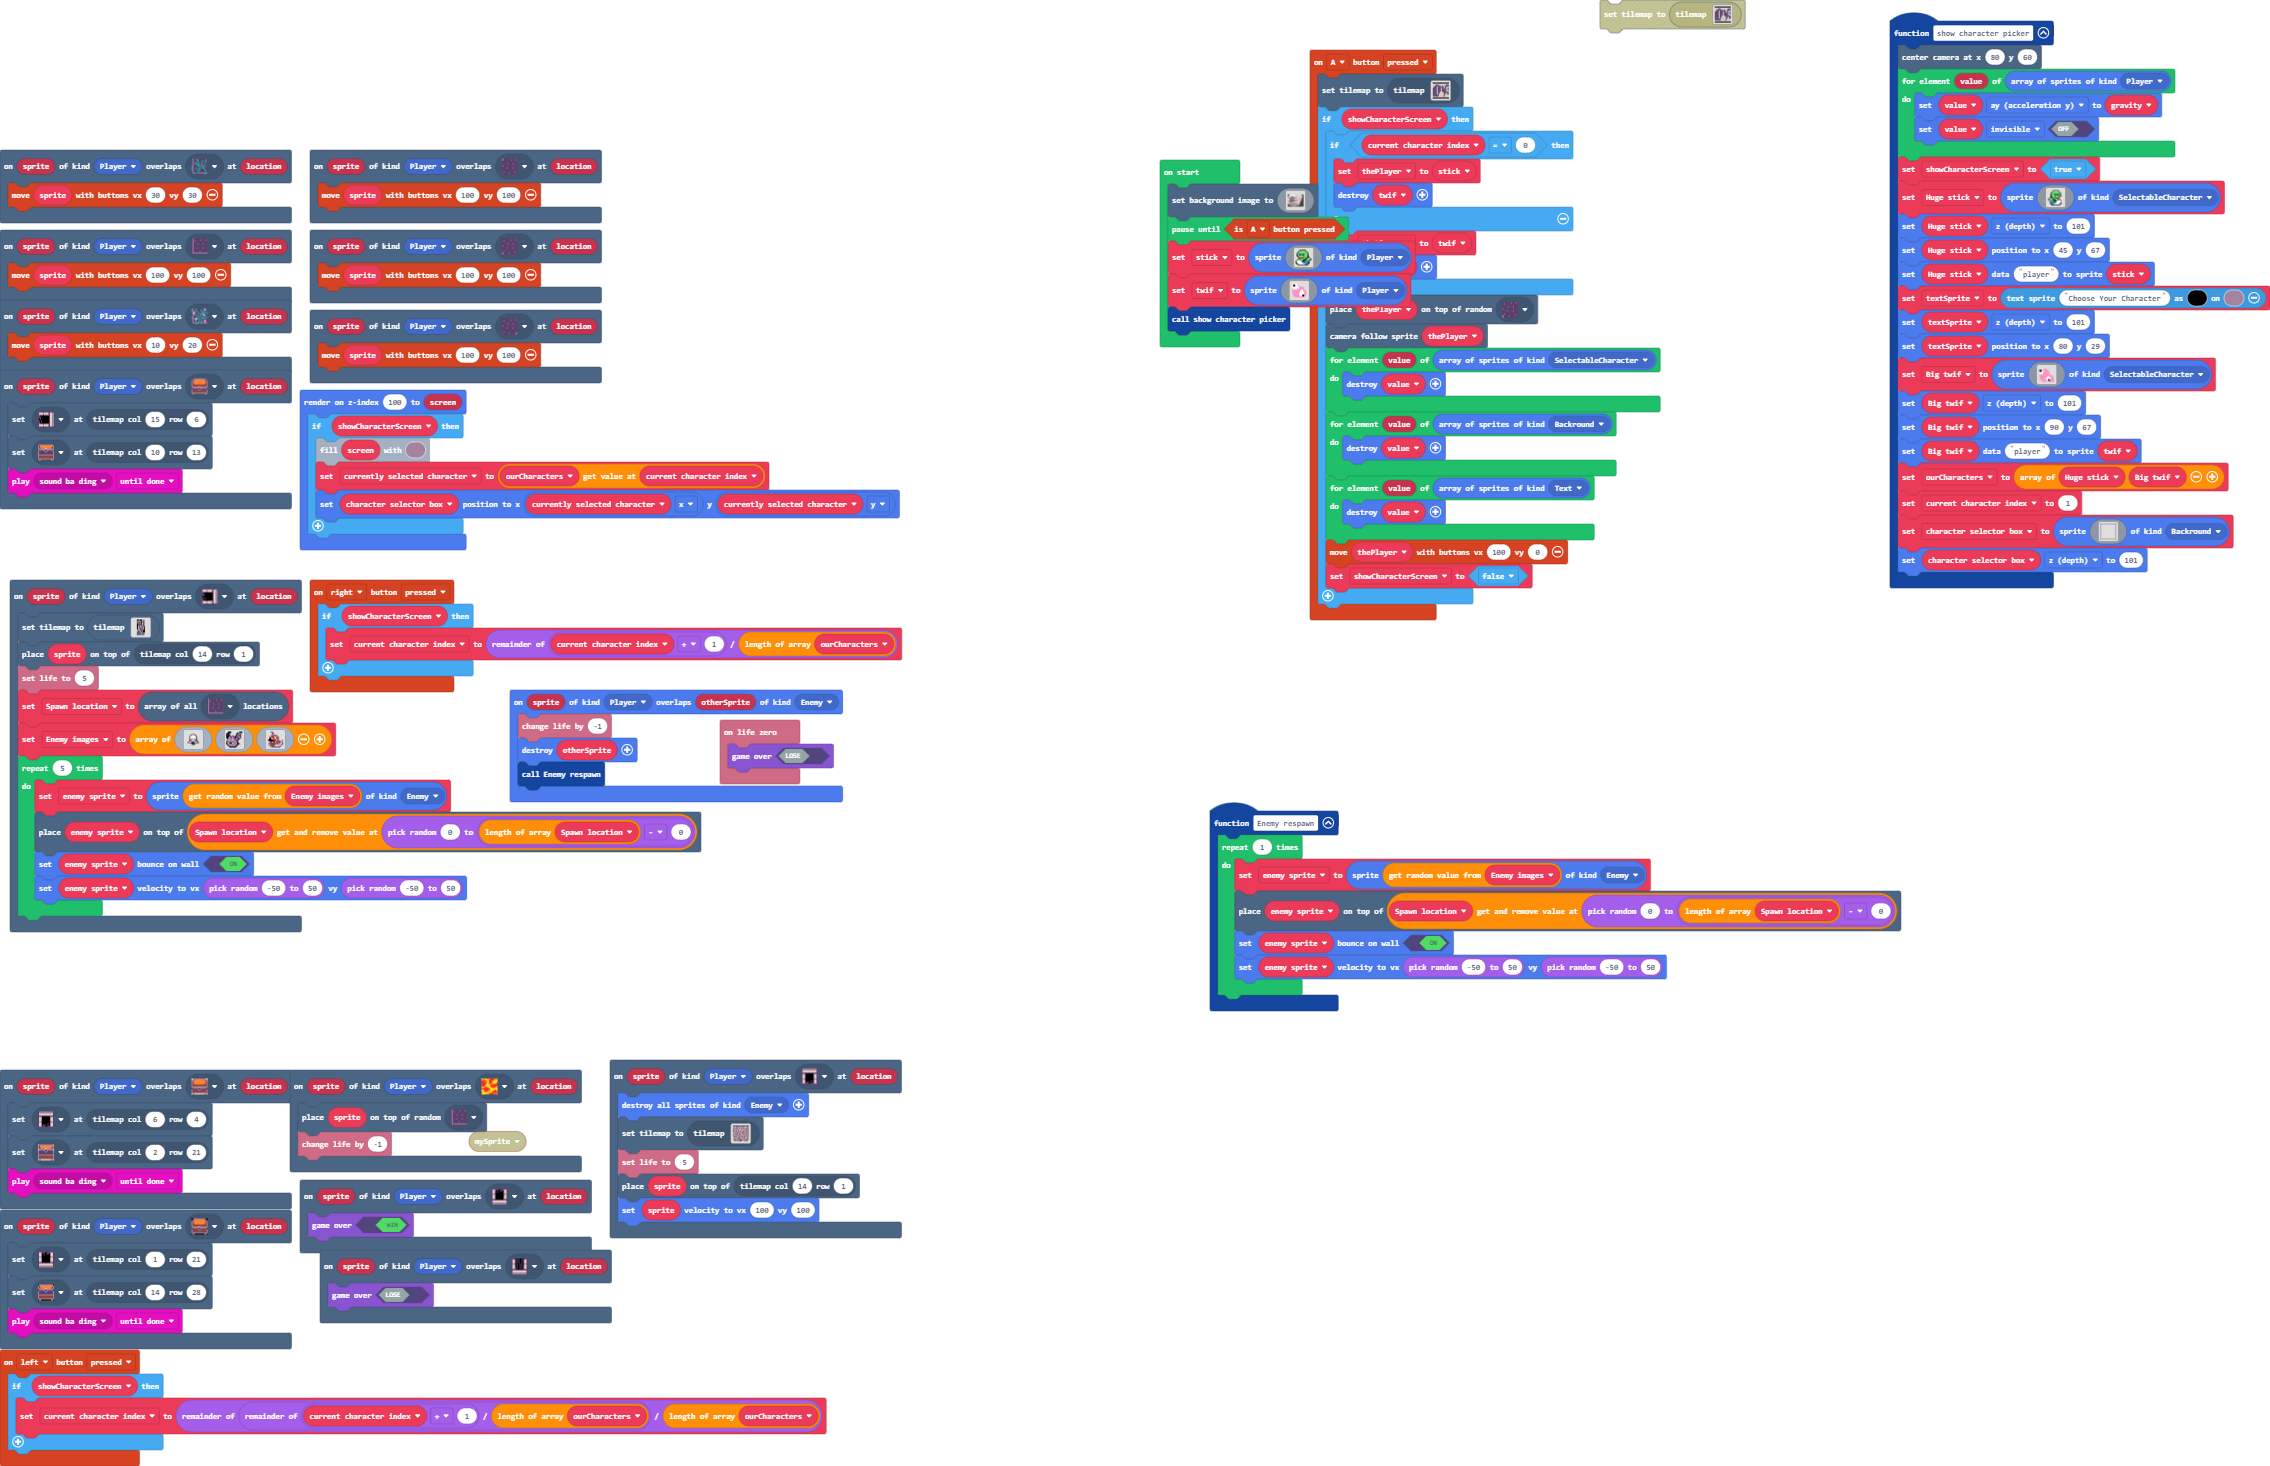 set tilemap to tilemap
function show character picker
center camera at x 80 y 60
for element value of array of sprites of kind Player
do
set value ay (acceleration y) to gravity
set value invisible OFF
set showCharacterScreen to true
set Huge stick to sprite of kind SelectableCharacter
set Huge stick z (depth) to 101
set Huge stick position to x 45 y 67
set Huge stick data "player" to sprite stick
set textSprite to text sprite "Choose Your Character" as on
set textSprite z (depth) to 101
set textSprite position to x 80 y 29
set Big twif to sprite of kind SelectableCharacter
set Big twif z (depth) to 101
set Big twif position to x 90 y 67
set Big twif data "player" to sprite twif
set ourCharacters to array of Huge stick Big twif
set current character index to 1
set character selector box to sprite of kind Backround
set character selector box z (depth) to 101
on A button pressed
set tilemap to tilemap
if showCharacterScreen then
if current character index = 0 then
set thePlayer to stick
destroy twif
to twif
place thePlayer on top of random
camera follow sprite thePlayer
for element value of array of sprites of kind SelectableCharacter
do
destroy value
for element value of array of sprites of kind Backround
do
destroy value
for element value of array of sprites of kind Text
do
destroy value
move thePlayer with buttons vx 100 vy 0
set showCharacterScreen to false
on start
set background image to
pause until is A button pressed
set stick to sprite of kind Player
set twif to sprite of kind Player
call show character picker
on sprite of kind Player overlaps at location
move sprite with buttons vx 30 vy 30
on sprite of kind Player overlaps at location
move sprite with buttons vx 100 vy 100
on sprite of kind Player overlaps at location
move sprite with buttons vx 100 vy 100
on sprite of kind Player overlaps at location
move sprite with buttons vx 100 vy 100
on sprite of kind Player overlaps at location
move sprite with buttons vx 10 vy 20
on sprite of kind Player overlaps at location
move sprite with buttons vx 100 vy 100
on sprite of kind Player overlaps at location
set at tilemap col 15 row 6
set at tilemap col 10 row 13
play sound ba ding until done
render on z-index 100 to screen
if showCharacterScreen then
fill screen with
set currently selected character to ourCharacters get value at current character index
set character selector box position to x currently selected character x y currently selected character y
on sprite of kind Player overlaps at location
set tilemap to tilemap
place sprite on top of tilemap col 14 row 1
set life to 5
set Spawn location to array of all locations
set Enemy images to array of
repeat 5 times
do
set enemy sprite to sprite get random value from Enemy images of kind Enemy
place enemy sprite on top of Spawn location get and remove value at pick random 0 to length of array Spawn location - 0
set enemy sprite bounce on wall ON
set enemy sprite velocity to vx pick random -50 to 50 vy pick random -50 to 50
on right button pressed
if showCharacterScreen then
set current character index to remainder of current character index + 1 / length of array ourCharacters
on sprite of kind Player overlaps otherSprite of kind Enemy
change life by -1
destroy otherSprite
call Enemy respawn
on life zero
game over LOSE
function Enemy respawn
repeat 1 times
do
set enemy sprite to sprite get random value from Enemy images of kind Enemy
place enemy sprite on top of Spawn location get and remove value at pick random 0 to length of array Spawn location - 0
set enemy sprite bounce on wall ON
set enemy sprite velocity to vx pick random -50 to 50 vy pick random -50 to 50
on sprite of kind Player overlaps at location
set at tilemap col 6 row 4
set at tilemap col 2 row 21
play sound ba ding until done
on sprite of kind Player overlaps at location
place sprite on top of random
change life by -1
mySprite
on sprite of kind Player overlaps at location
destroy all sprites of kind Enemy
set tilemap to tilemap
set life to 5
place sprite on top of tilemap col 14 row 1
set sprite velocity to vx 100 vy 100
on sprite of kind Player overlaps at location
game over WIN
on sprite of kind Player overlaps at location
set at tilemap col 1 row 21
set at tilemap col 14 row 28
play sound ba ding until done
on sprite of kind Player overlaps at location
game over LOSE
on left button pressed
if showCharacterScreen then
set current character index to remainder of remainder of current character index + 1 / length of array ourCharacters / length of array ourCharacters